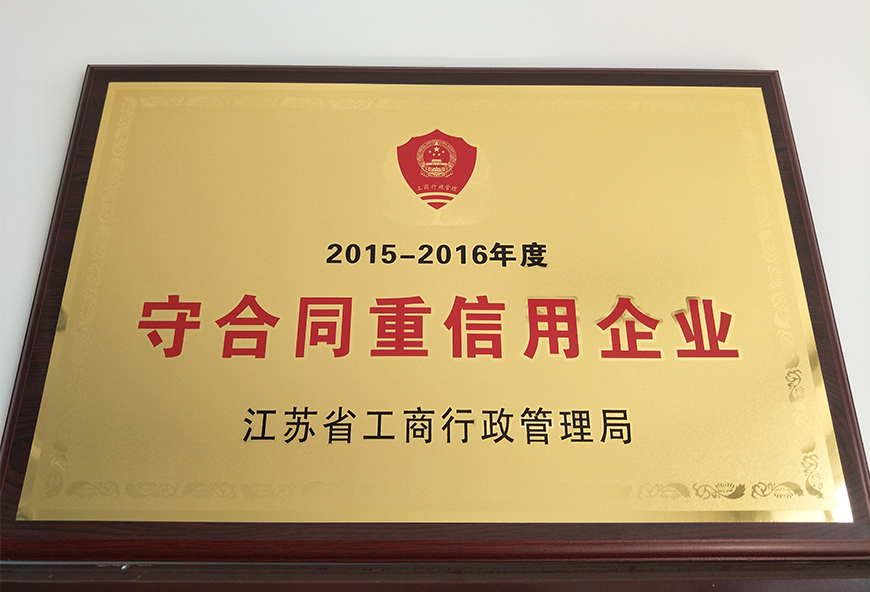 工商行政管理
2015-2016年度
守合同重信用企业
江苏省工商行政管理局